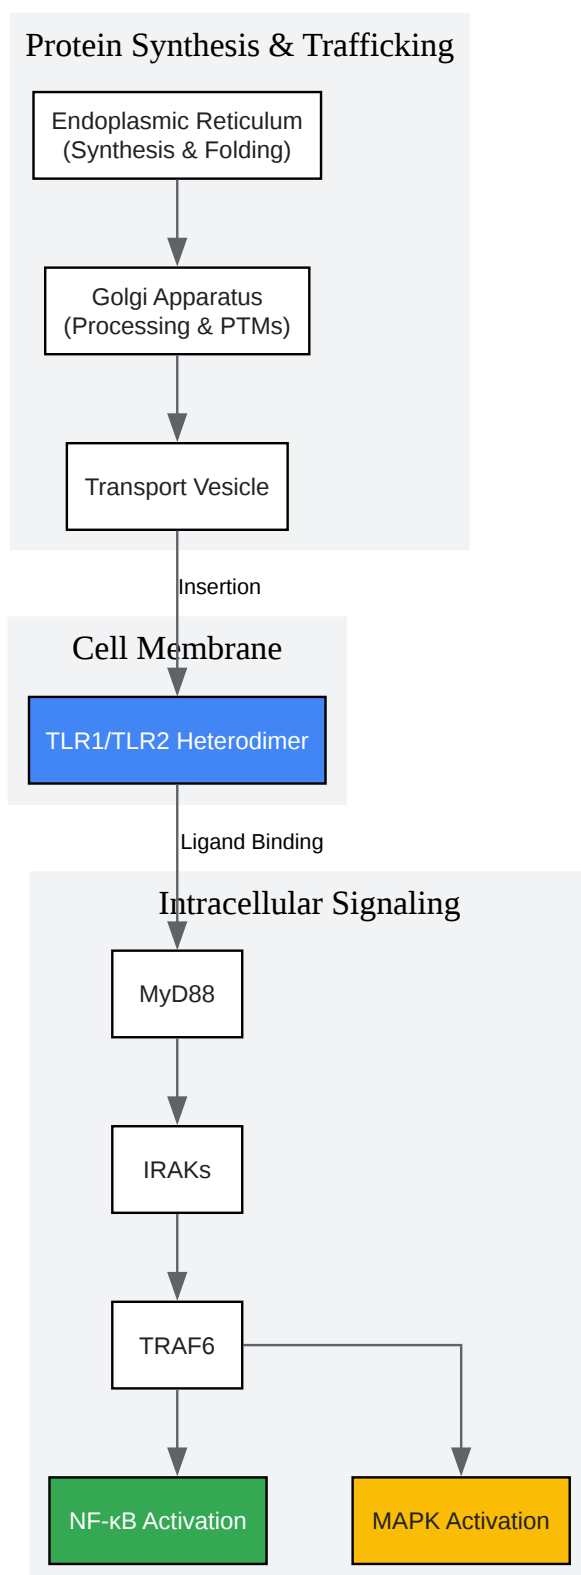 Protein Synthesis & Trafficking
Endoplasmic Reticulum
(Synthesis & Folding)
Golgi Apparatus
(Processing & PTMs)
Transport Vesicle
Insertion
Cell Membrane
TLR1/TLR2 Heterodimer
Ligand Binding
Intracellular Signaling
MyD88
IRAKs
TRAF6
NF-κB Activation
MAPK Activation